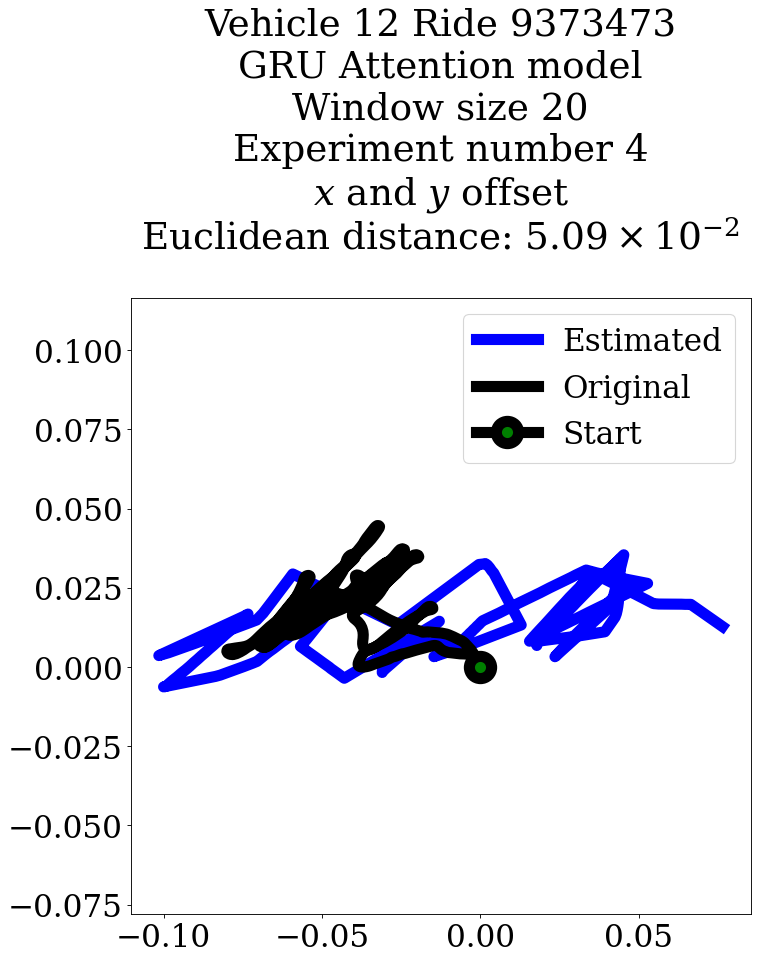 Vehicle 12 Ride 9373473
GRU Attention model
Window size 20
Experiment number 4
x and y offset
Euclidean distance: 5.09 × 10⁻²
Estimated
Original
Start
0.100
0.075
0.050
0.025
0.000
−0.025
−0.050
−0.075
−0.10 −0.05 0.00 0.05